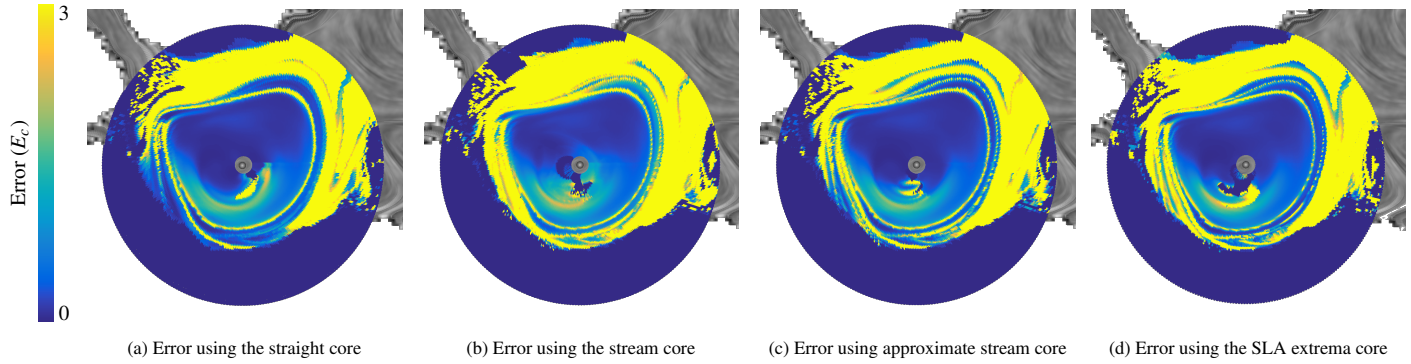 3
Error (E_c)
0
(a) Error using the straight core
(b) Error using the stream core
(c) Error using approximate stream core
(d) Error using the SLA extrema core